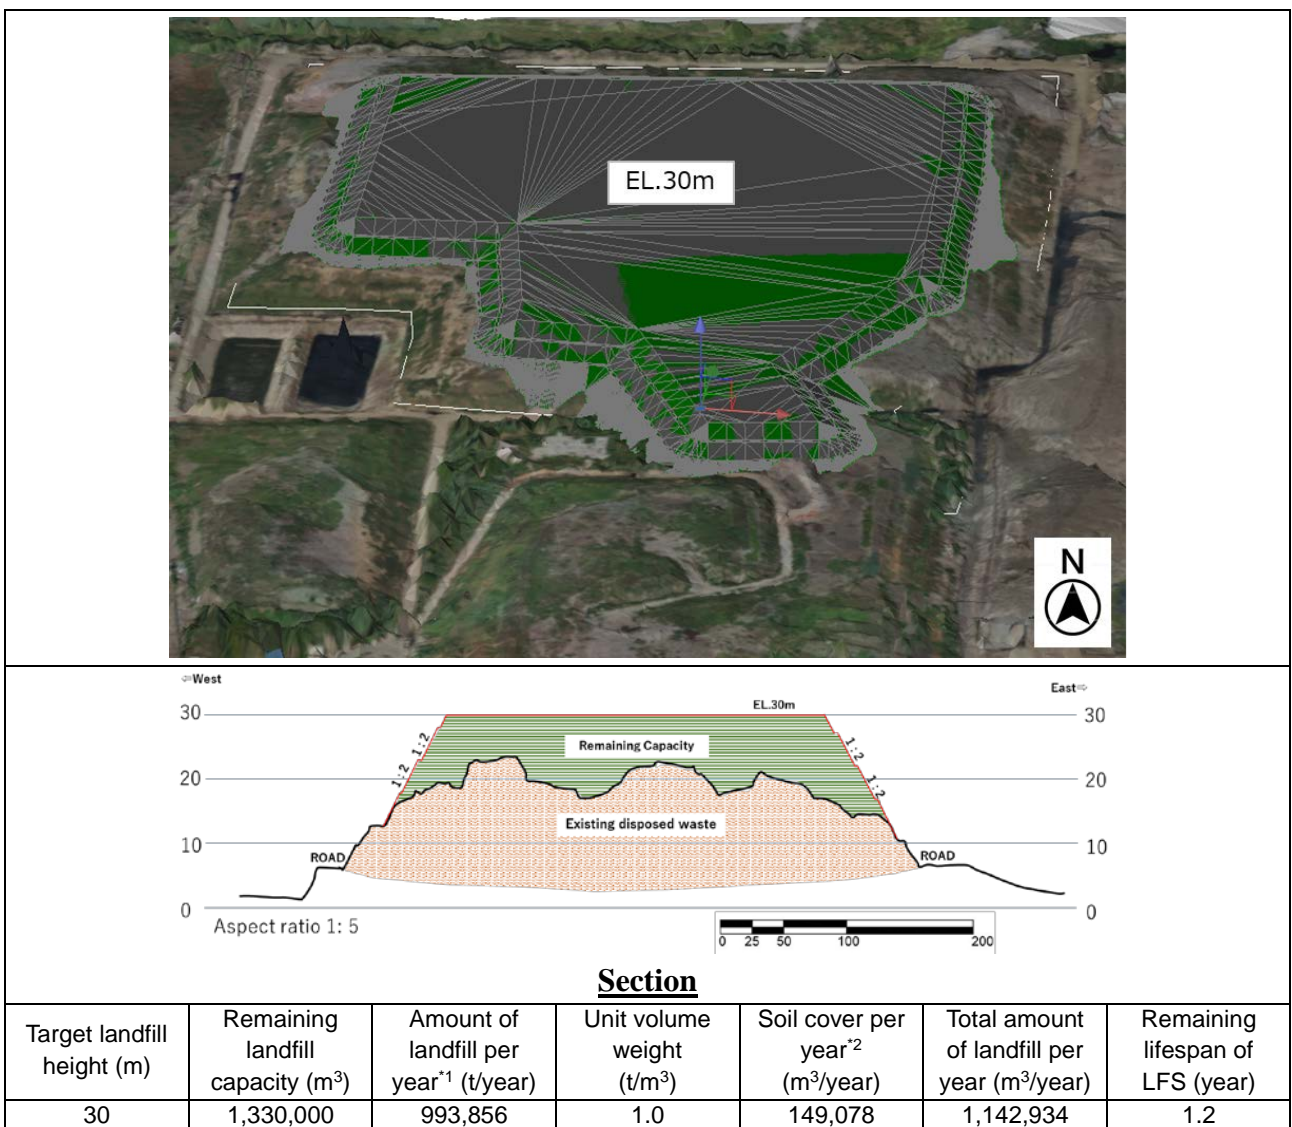 EL.30m
N
⇦West
East⇨
30
EL.30m
30
1:2
1:2
Remaining Capacity
1:2
1:2
20
20
Existing disposed waste
10
10
ROAD
ROAD
0
0
Aspect ratio 1: 5
0 25 50 100 200
Section
Target landfill height (m)
Remaining landfill capacity (m³)
Amount of landfill per year*1 (t/year)
Unit volume weight (t/m³)
Soil cover per year*2 (m³/year)
Total amount of landfill per year (m³/year)
Remaining lifespan of LFS (year)
30 1,330,000 993,856 1.0 149,078 1,142,934 1.2